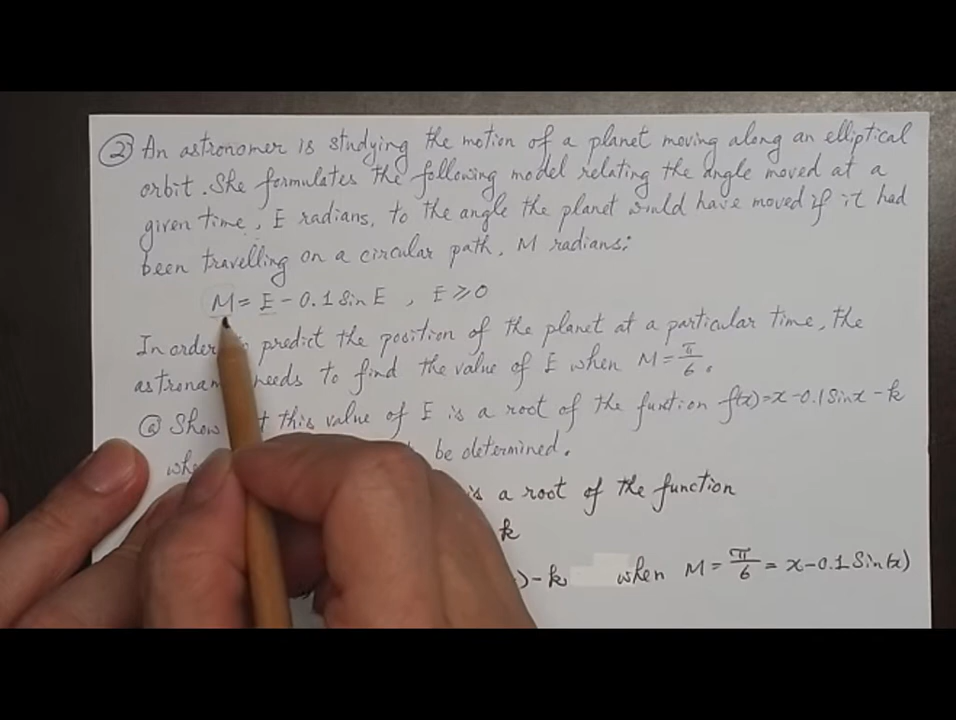 ② An astronomer is studying the motion of a planet moving along an elliptical
orbit. She formulates the following model relating the angle moved at a
given time, E radians, to the angle the planet would have moved if it had
been travelling on a circular path, M radians:
M = E - 0.1 Sin E , E ≥ 0
In order predict the position of the planet at a particular time, the
needs to find the value of E when M = π/6.
ⓐ Show this value of E is a root of the funtion f(x) = x - 0.1 Sin x - k
be determined.
is a root of the function
k
) - k when M = π/6 = x - 0.1 Sin(x)